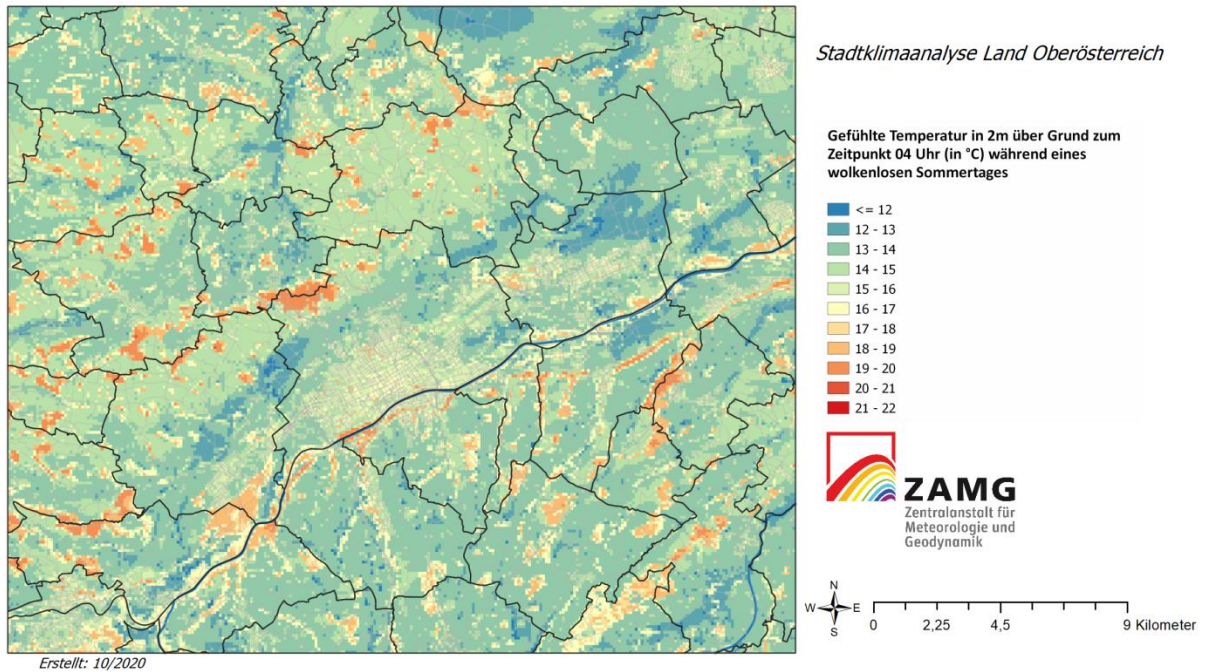 Stadtklimaanalyse Land Oberösterreich
Gefühlte Temperatur in 2m über Grund zum
Zeitpunkt 04 Uhr (in °C) während eines
wolkenlosen Sommertages
<= 12
12 - 13
13 - 14
14 - 15
15 - 16
16 - 17
17 - 18
18 - 19
19 - 20
20 - 21
21 - 22
ZAMG
Zentralanstalt für
Meteorologie und
Geodynamik
N
W E
S
0 2,25 4,5 9 Kilometer
Erstellt: 10/2020